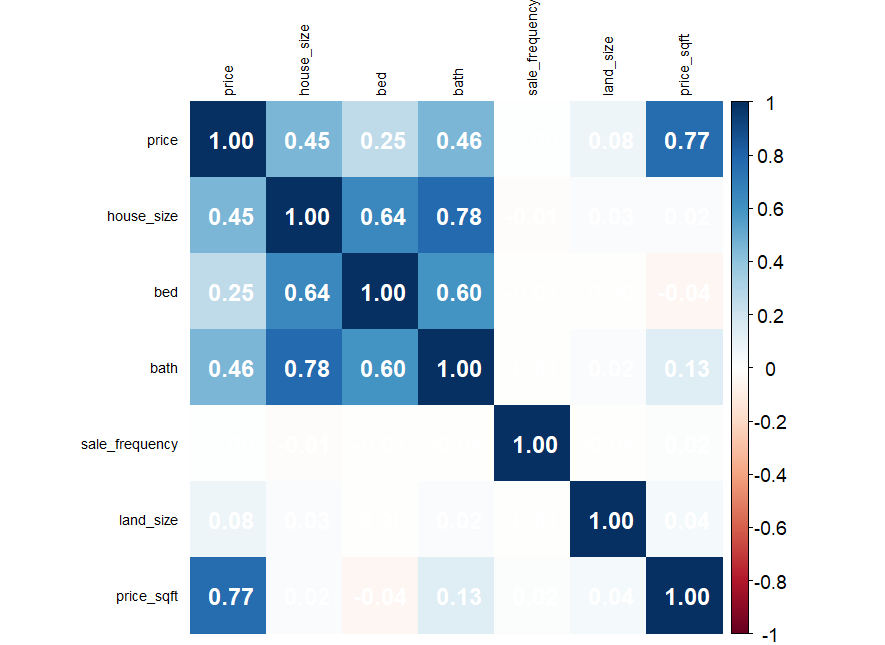 price house_size bed bath sale_frequency land_size price_sqft
price 1.00 0.45 0.25 0.46 0.08 0.77
house_size 0.45 1.00 0.64 0.78 -0.01 0.03 0.02
bed 0.25 0.64 1.00 0.60 -0.04
bath 0.46 0.78 0.60 1.00 0.02 0.13
sale_frequency -0.01 1.00 0.02
land_size 0.08 0.03 0.02 1.00 0.04
price_sqft 0.77 0.02 -0.04 0.13 0.02 0.04 1.00
1
0.8
0.6
0.4
0.2
0
-0.2
-0.4
-0.6
-0.8
-1